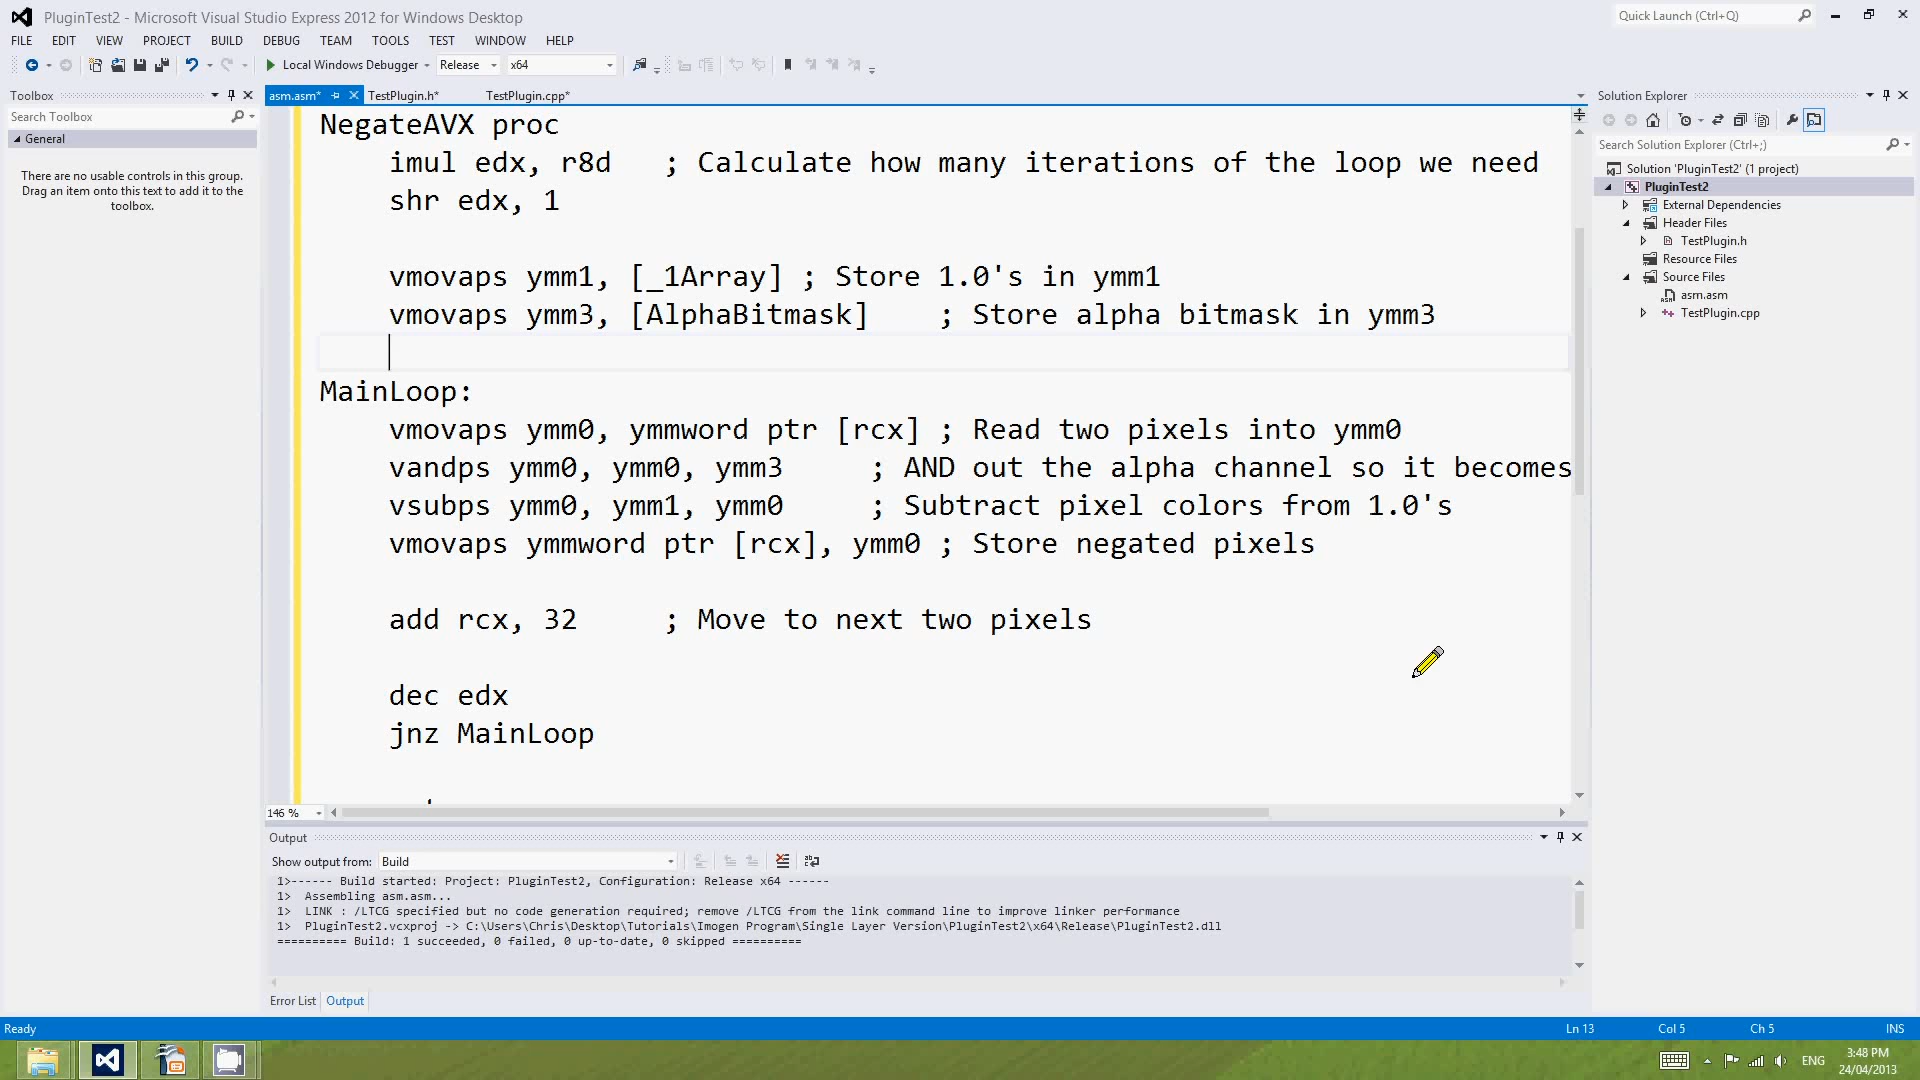 PluginTest2 - Microsoft Visual Studio Express 2012 for Windows Desktop
Quick Launch (Ctrl+Q)
FILE EDIT VIEW PROJECT BUILD DEBUG TEAM TOOLS TEST WINDOW HELP
Local Windows Debugger Release x64
Toolbox
Search Toolbox
General
There are no usable controls in this group.
Drag an item onto this text to add it to the
toolbox.
asm.asm* TestPlugin.h* TestPlugin.cpp*
NegateAVX proc
imul edx, r8d ; Calculate how many iterations of the loop we need
shr edx, 1
vmovaps ymm1, [_1Array] ; Store 1.0's in ymm1
vmovaps ymm3, [AlphaBitmask] ; Store alpha bitmask in ymm3
MainLoop:
vmovaps ymm0, ymmword ptr [rcx] ; Read two pixels into ymm0
vandps ymm0, ymm0, ymm3 ; AND out the alpha channel so it becomes
vsubps ymm0, ymm1, ymm0 ; Subtract pixel colors from 1.0's
vmovaps ymmword ptr [rcx], ymm0 ; Store negated pixels
add rcx, 32 ; Move to next two pixels
dec edx
jnz MainLoop
146 %
Solution Explorer
Search Solution Explorer (Ctrl+;)
Solution 'PluginTest2' (1 project)
PluginTest2
External Dependencies
Header Files
TestPlugin.h
Resource Files
Source Files
asm.asm
TestPlugin.cpp
Output
Show output from: Build
1>------ Build started: Project: PluginTest2, Configuration: Release x64 ------
1> Assembling asm.asm...
1> LINK : /LTCG specified but no code generation required; remove /LTCG from the link command line to improve linker performance
1> PluginTest2.vcxproj -> C:\Users\Chris\Desktop\Tutorials\Imogen Program\Single Layer Version\PluginTest2\x64\Release\PluginTest2.dll
========== Build: 1 succeeded, 0 failed, 0 up-to-date, 0 skipped ==========
Error List Output
Ready Ln 13 Col 5 Ch 5 INS
ENG
3:48 PM
24/04/2013